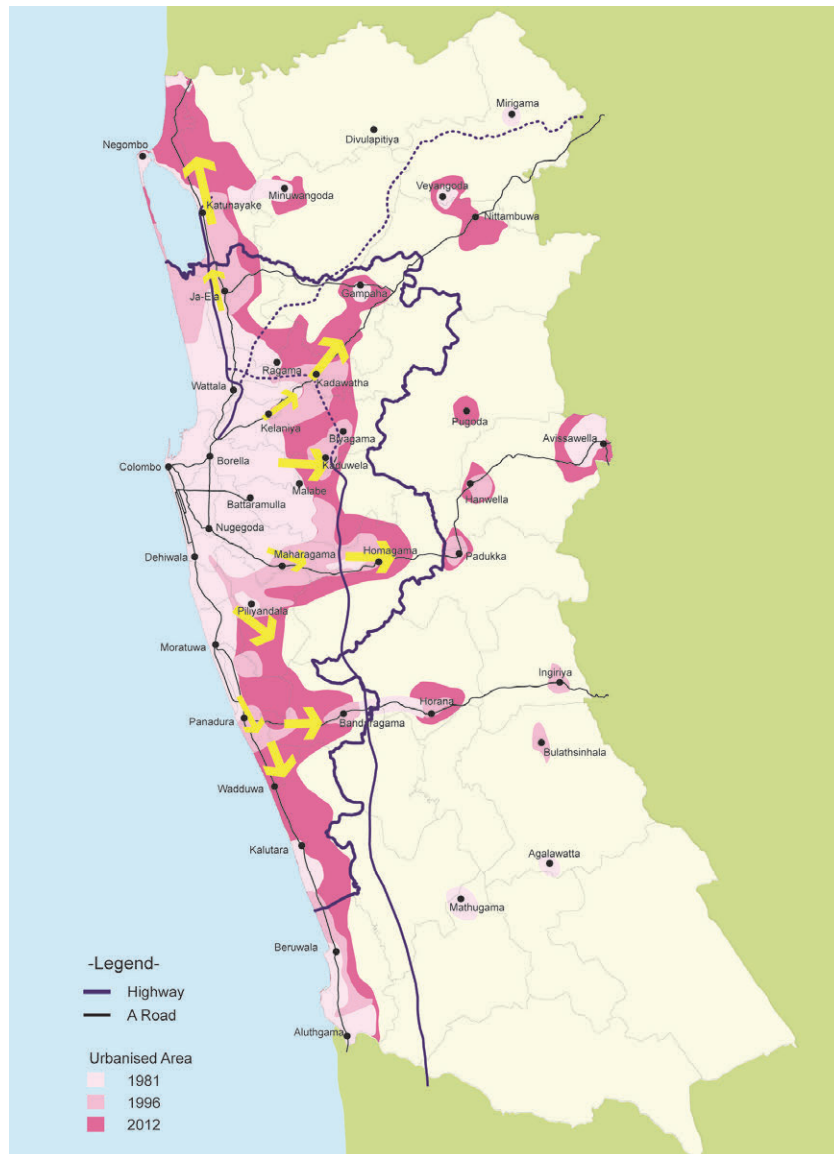 Mirigama
Divulapitiya
Negombo
Minuwangoda
Veyangoda
Katunayake
Nittambuwa
Ja-Ela
Gampaha
Ragama
Kadawatha
Wattala
Kelaniya
Pugoda
Biyagama
Avissawella
Borella
Kaduwela
Colombo
Malabe
Hanwella
Battaramulla
Nugegoda
Homagama
Dehiwala
Maharagama
Padukka
Piliyandala
Moratuwa
Ingiriya
Panadura
Bandaragama
Horana
Bulathsinhala
Wadduwa
Kalutara
Agalawatta
Mathugama
Beruwala
Aluthgama
-Legend-
Highway
A Road
Urbanised Area
1981
1996
2012